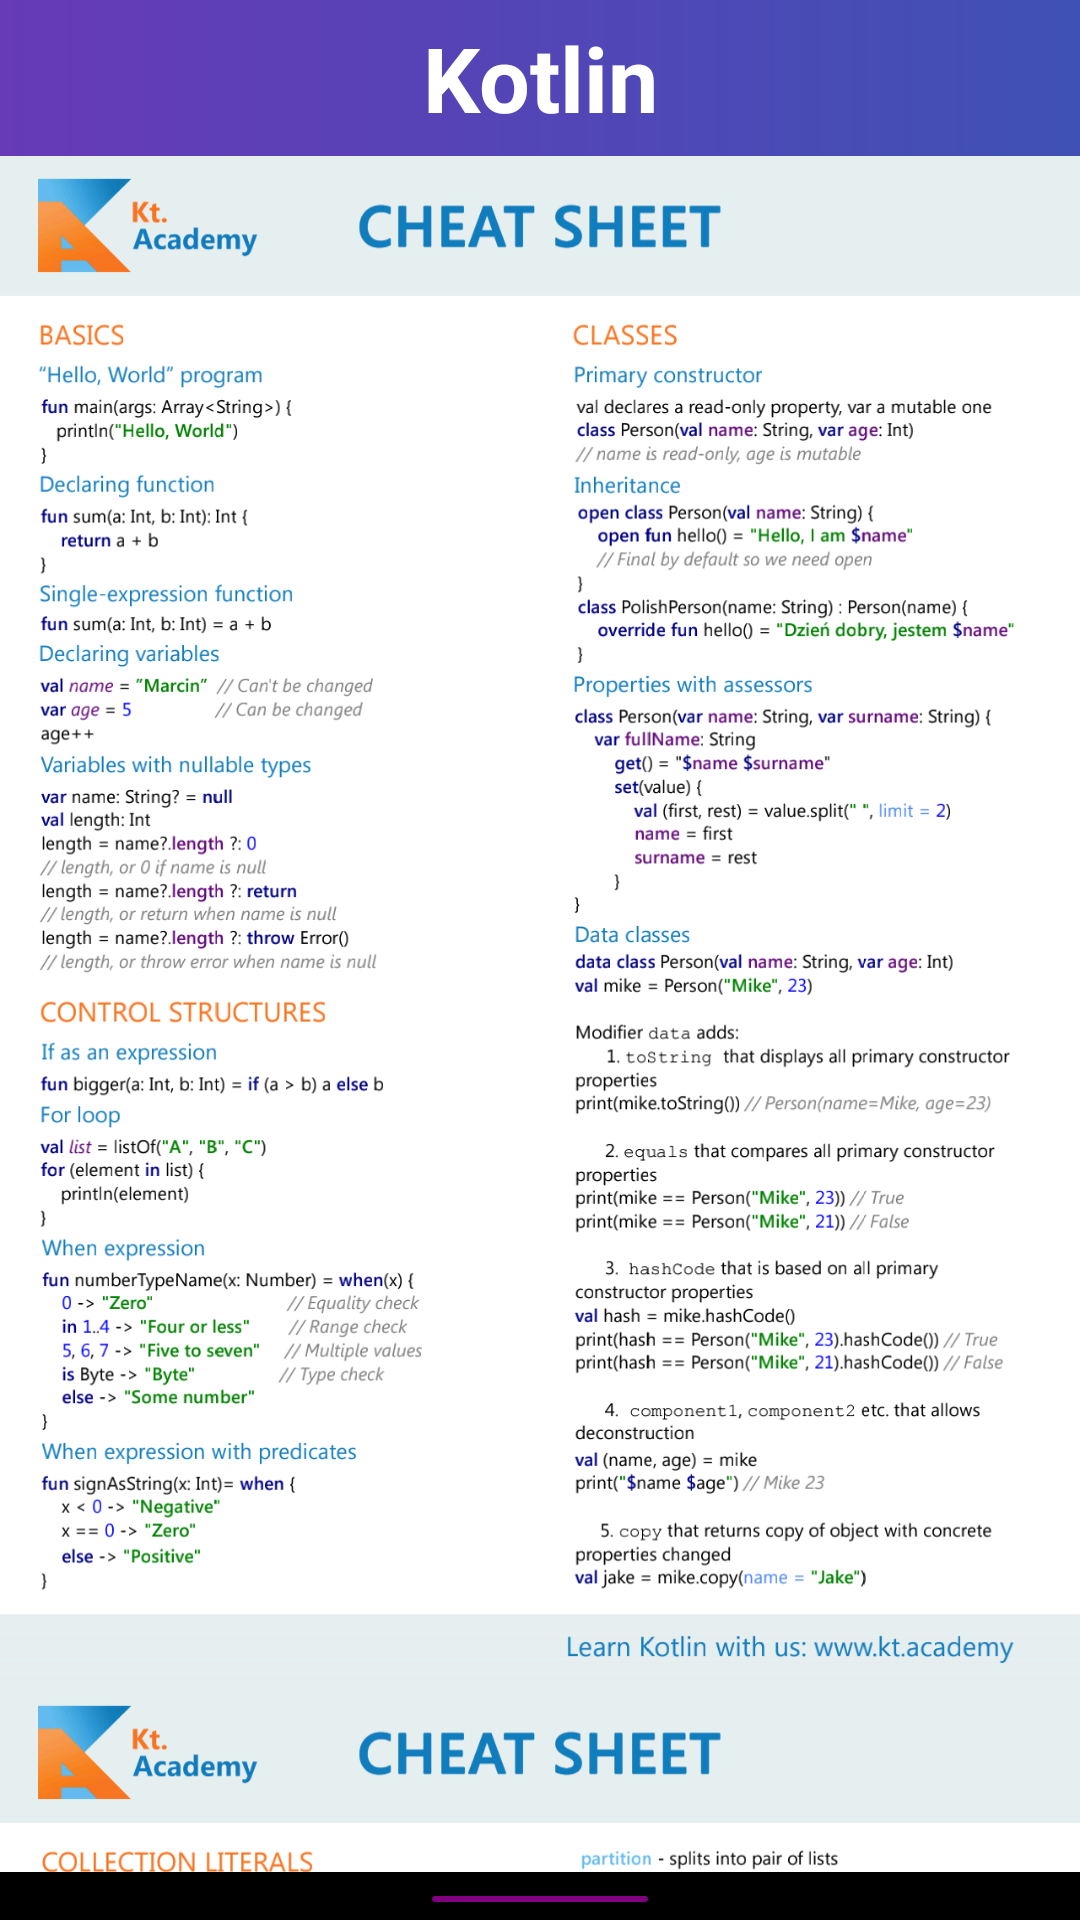 Kotlin
Kt.
Academy
CHEAT SHEET
BASICS
“Hello, World” program
fun main(args: Array<String>) {
println("Hello, World")
}
Declaring function
fun sum(a: Int, b: Int): Int {
return a + b
}
Single-expression function
fun sum(a: Int, b: Int) = a + b
Declaring variables
val name = ”Marcin” // Can't be changed
var age = 5 // Can be changed
age++
Variables with nullable types
var name: String? = null
val length: Int
length = name?.length ?: 0
// length, or 0 if name is null
length = name?.length ?: return
// length, or return when name is null
length = name?.length ?: throw Error()
// length, or throw error when name is null
CONTROL STRUCTURES
If as an expression
fun bigger(a: Int, b: Int) = if (a > b) a else b
For loop
val list = listOf("A", "B", "C")
for (element in list) {
println(element)
}
When expression
fun numberTypeName(x: Number) = when(x) {
0 -> "Zero" // Equality check
in 1..4 -> "Four or less" // Range check
5, 6, 7 -> "Five to seven" // Multiple values
is Byte -> "Byte" // Type check
else -> "Some number"
}
When expression with predicates
fun signAsString(x: Int)= when {
x < 0 -> "Negative"
x == 0 -> "Zero"
else -> "Positive"
}
CLASSES
Primary constructor
val declares a read-only property, var a mutable one
class Person(val name: String, var age: Int)
// name is read-only, age is mutable
Inheritance
open class Person(val name: String) {
open fun hello() = "Hello, I am $name"
// Final by default so we need open
}
class PolishPerson(name: String) : Person(name) {
override fun hello() = "Dzień dobry, jestem $name"
}
Properties with assessors
class Person(var name: String, var surname: String) {
var fullName: String
get() = "$name $surname"
set(value) {
val (first, rest) = value.split(" ", limit = 2)
name = first
surname = rest
}
}
Data classes
data class Person(val name: String, var age: Int)
val mike = Person("Mike", 23)
Modifier data adds:
1. toString that displays all primary constructor
properties
print(mike.toString()) // Person(name=Mike, age=23)
2. equals that compares all primary constructor
properties
print(mike == Person("Mike", 23)) // True
print(mike == Person("Mike", 21)) // False
3. hashCode that is based on all primary
constructor properties
val hash = mike.hashCode()
print(hash == Person("Mike", 23).hashCode()) // True
print(hash == Person("Mike", 21).hashCode()) // False
4. component1, component2 etc. that allows
deconstruction
val (name, age) = mike
print("$name $age") // Mike 23
5. copy that returns copy of object with concrete
properties changed
val jake = mike.copy(name = "Jake")
Learn Kotlin with us: www.kt.academy
Kt.
Academy
CHEAT SHEET
COLLECTION LITERALS
partition - splits into pair of lists